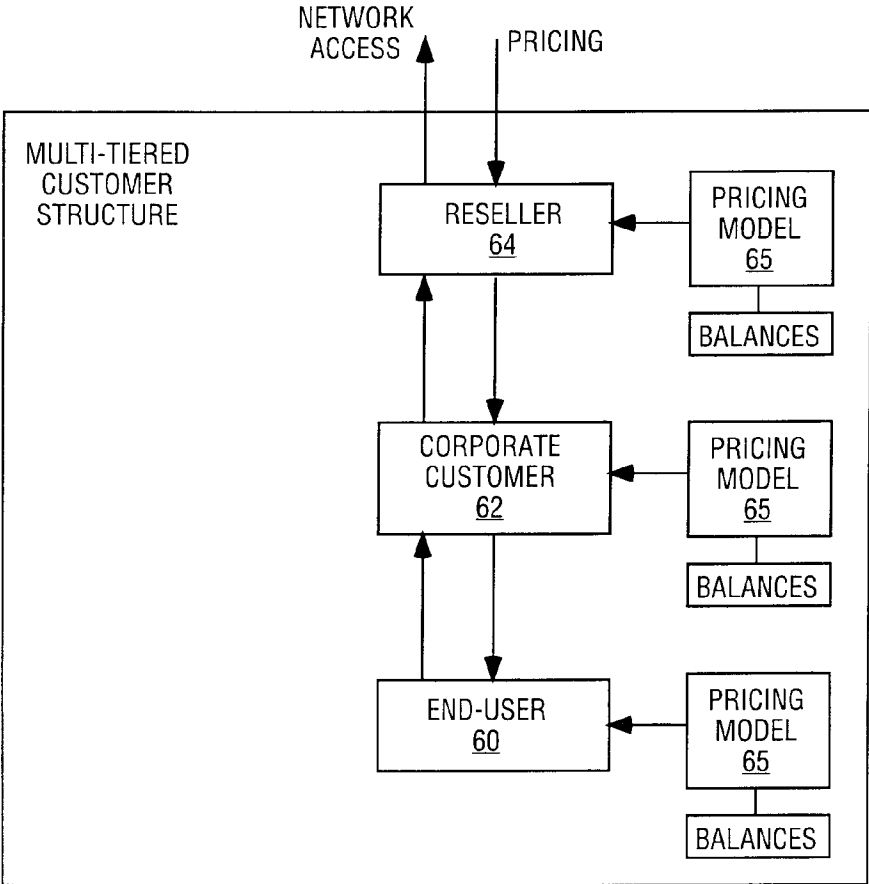 NETWORK
ACCESS
PRICING
MULTI-TIERED
CUSTOMER
STRUCTURE
RESELLER
64
PRICING
MODEL
65
BALANCES
CORPORATE
CUSTOMER
62
PRICING
MODEL
65
BALANCES
END-USER
60
PRICING
MODEL
65
BALANCES